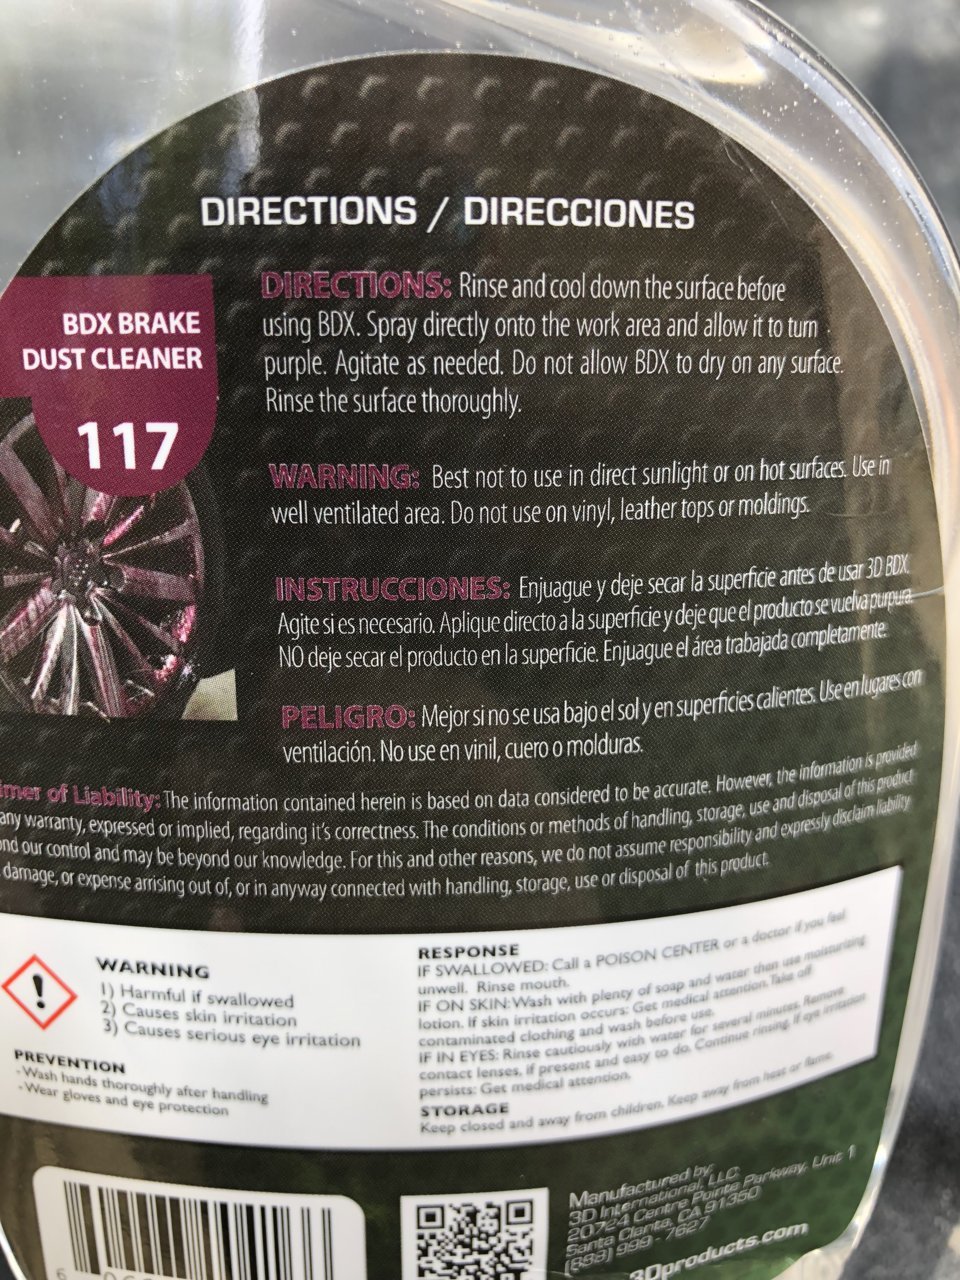 DIRECTIONS / DIRECCIONES
BDX BRAKE
DUST CLEANER
117
DIRECTIONS: Rinse and cool down the surface before
using BDX. Spray directly onto the work area and allow it to turn
purple. Agitate as needed. Do not allow BDX to dry on any surface.
Rinse the surface thoroughly.
WARNING: Best not to use in direct sunlight or on hot surfaces. Use in
well ventilated area. Do not use on vinyl, leather tops or moldings.
INSTRUCCIONES: Enjuague y deje secar la superficie antes de usar 3D BDX.
Agite si es necesario. Aplique directo a la superficie y deje que el producto se vuelva purpura.
NO deje secar el producto en la superficie. Enjuague el área trabajada completamente.
PELIGRO: Mejor si no se usa bajo el sol y en superficies calientes. Use en lugares con
ventilación. No use en vinil, cuero o molduras.
imer of Liability: The information contained herein is based on data considered to be accurate. However, the information is provided
any warranty, expressed or implied, regarding it's correctness. The conditions or methods of handling, storage, use and disposal of this product
nd our control and may be beyond our knowledge. For this and other reasons, we do not assume responsibility and expressly disclaim liability
damage, or expense arrising out of, or in anyway connected with handling, storage, use or disposal of this product.
WARNING
1) Harmful if swallowed
2) Causes skin irritation
3) Causes serious eye irritation
PREVENTION
-Wash hands thoroughly after handling
-Wear gloves and eye protection
RESPONSE
IF SWALLOWED: Call a POISON CENTER or a doctor if you feel
unwell. Rinse mouth.
IF ON SKIN: Wash with plenty of soap and water then use moisturizing
lotion. If skin irritation occurs: Get medical attention. Take off
contaminated clothing and wash before use.
IF IN EYES: Rinse cautiously with water for several minutes. Remove
contact lenses, if present and easy to do. Continue rinsing. If eye irritation
persists: Get medical attention.
STORAGE
Keep closed and away from children. Keep away from heat or flame.
Manufactured by:
3D International, LLC.
20724 Centre Pointe Parkway, Unit 1
Santa Clarita, CA 91350
(888) 999 - 7627
3Dproducts.com